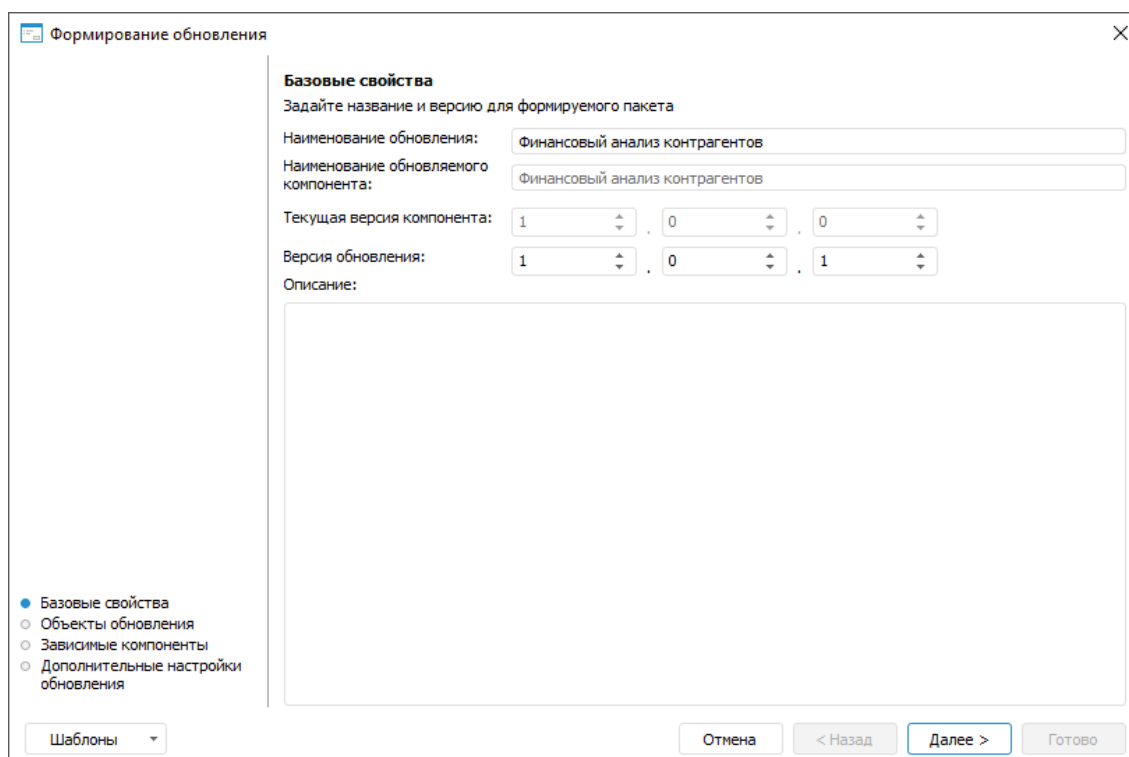 Формирование обновления
Базовые свойства
Задайте название и версию для формируемого пакета
Наименование обновления: Финансовый анализ контрагентов
Наименование обновляемого
компонента: Финансовый анализ контрагентов
Текущая версия компонента: 1 . 0 . 0
Версия обновления: 1 . 0 . 1
Описание:
Базовые свойства
Объекты обновления
Зависимые компоненты
Дополнительные настройки
обновления
Шаблоны Отмена < Назад Далее > Готово